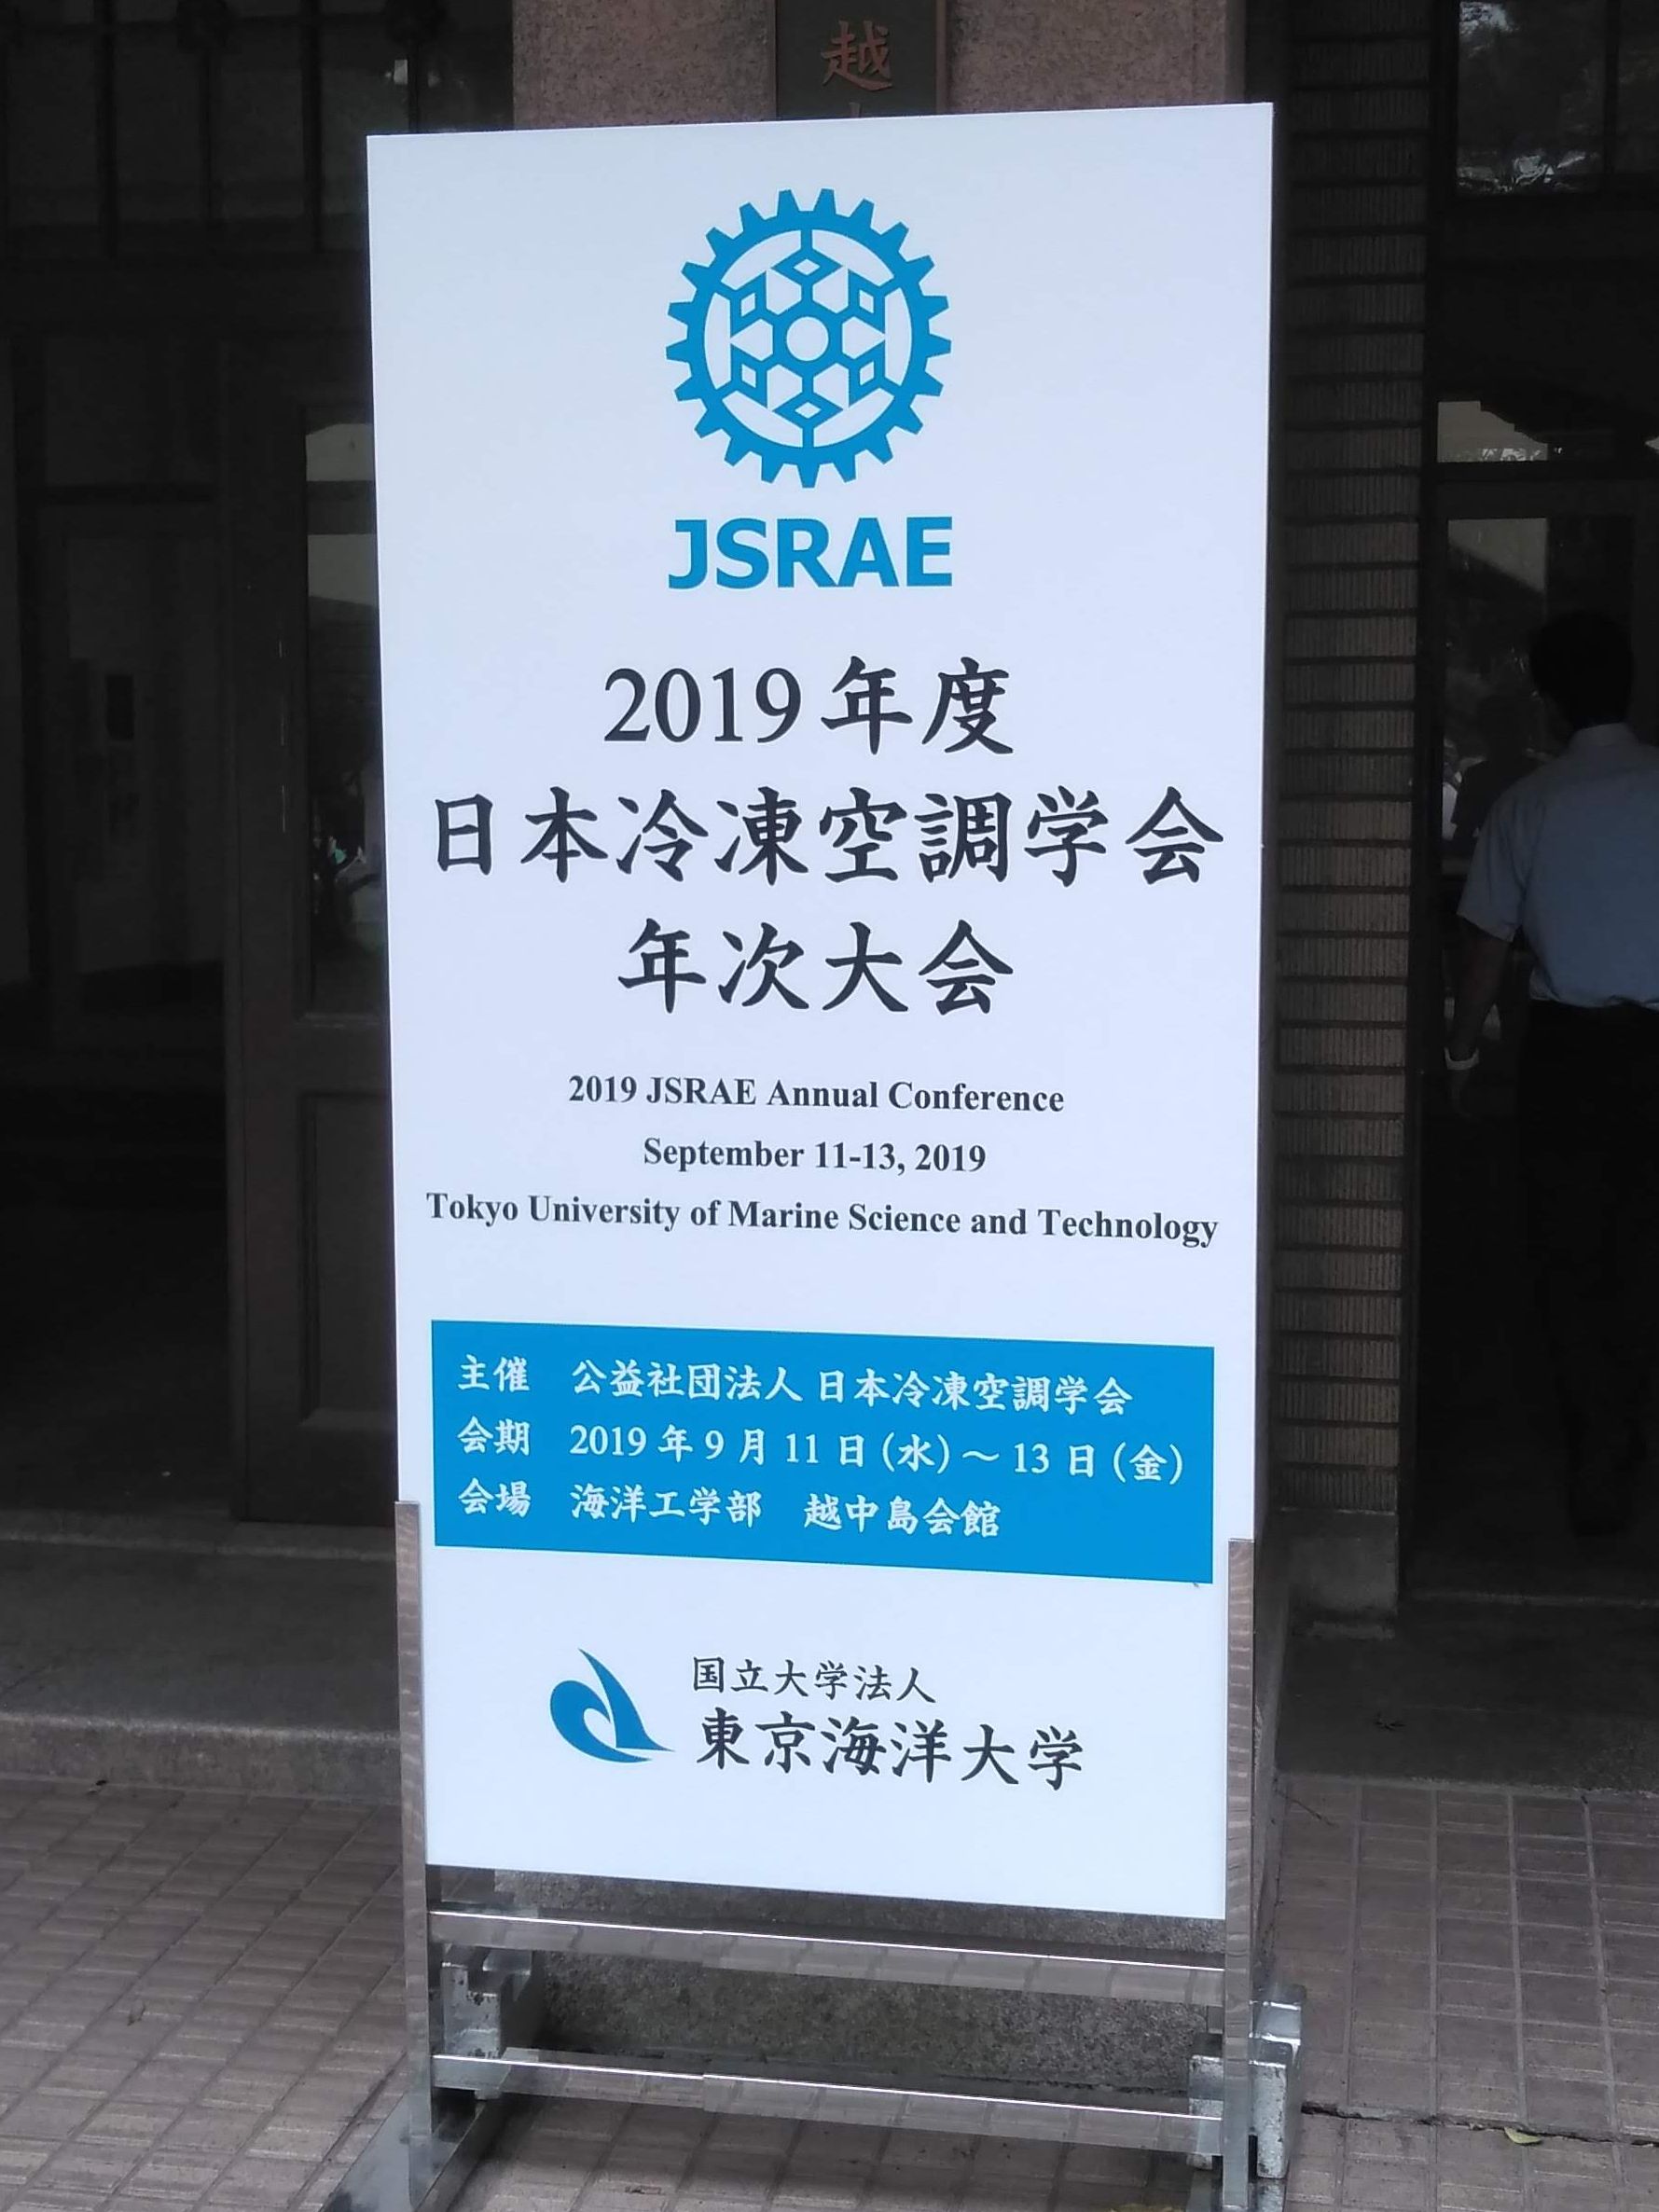 越
JSRAE
2019年度
日本冷凍空調学会
年次大会
2019 JSRAE Annual Conference
September 11-13, 2019
Tokyo University of Marine Science and Technology
主催 公益社団法人 日本冷凍空調学会
会期 2019年9月11日(水)～13日(金)
会場 海洋工学部 越中島会館
国立大学法人
東京海洋大学